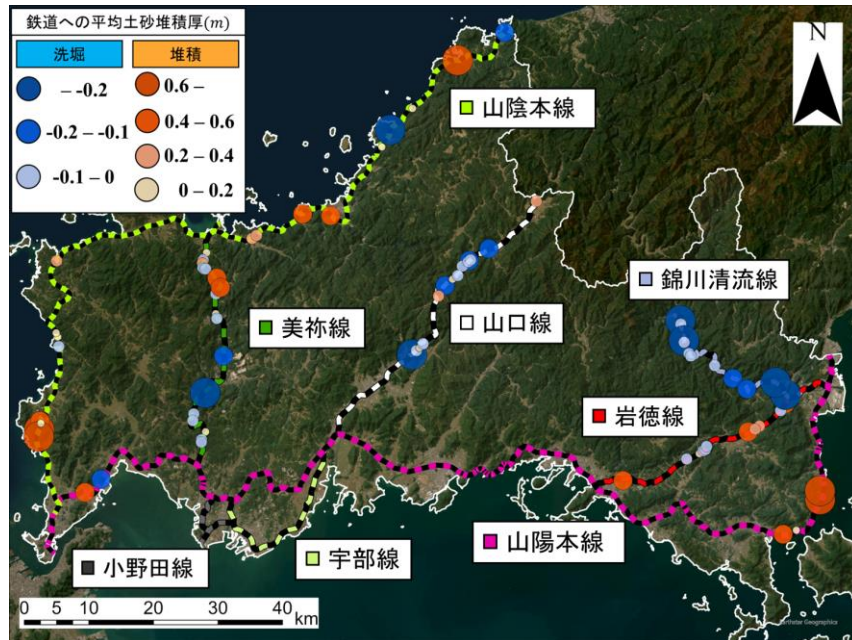 鉄道への平均土砂堆積厚(m)
洗堀
堆積
– -0.2
0.6 –
-0.2 – -0.1
0.4 – 0.6
0.2 – 0.4
-0.1 – 0
0 – 0.2
N
山陰本線
錦川清流線
美祢線
山口線
岩徳線
山陽本線
小野田線
宇部線
0 5 10 20 30 40
km
Earthstar Geographics